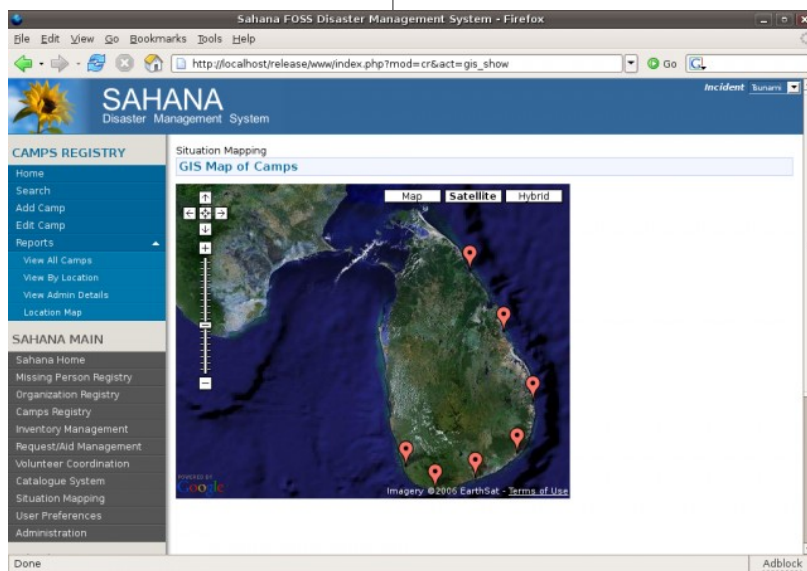 Sahana FOSS Disaster Management System - Firefox
File Edit View Go Bookmarks Tools Help
http://localhost/release/www/index.php?mod=cr&act=gis_show
Go
SAHANA
Disaster Management System
Incident Tsunami
CAMPS REGISTRY
Home
Search
Add Camp
Edit Camp
Reports
View All Camps
View By Location
View Admin Details
Location Map
SAHANA MAIN
Sahana Home
Missing Person Registry
Organization Registry
Camps Registry
Inventory Management
Request/Aid Management
Volunteer Coordination
Catalogue System
Situation Mapping
User Preferences
Administration
Situation Mapping
GIS Map of Camps
Map Satellite Hybrid
POWERED BY
Google
Imagery ©2006 EarthSat - Terms of Use
Done
Adblock